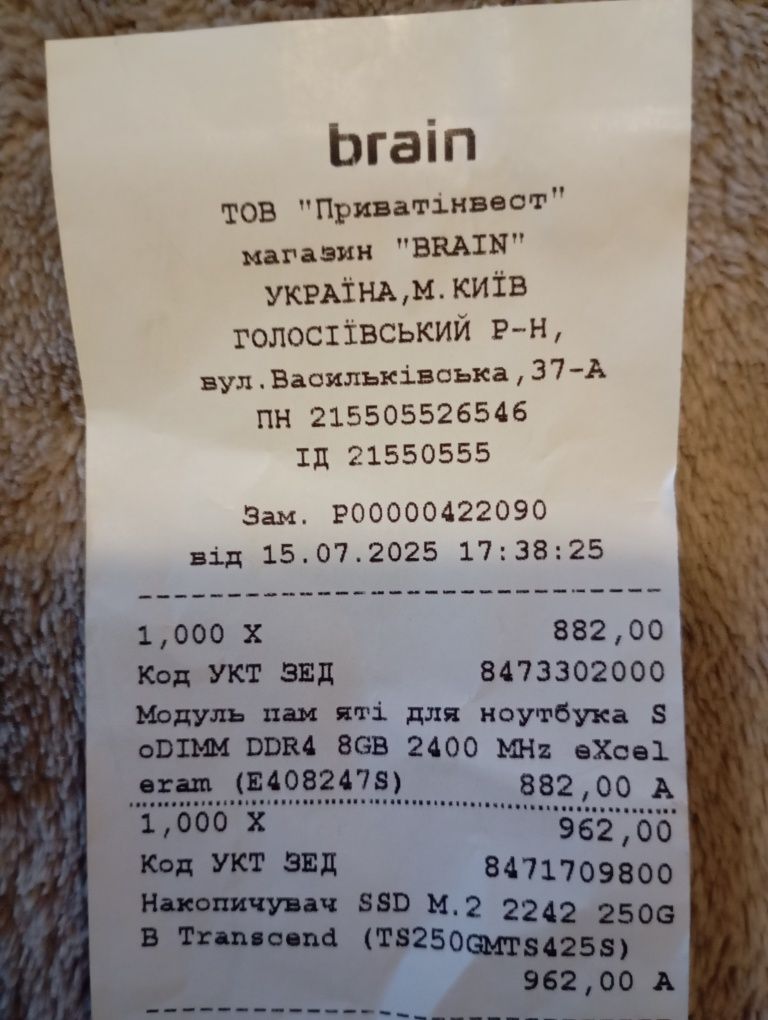 brain
ТОВ "Приватінвест"
магазин "BRAIN"
УКРАЇНА,М.КИЇВ
ГОЛОСІЇВСЬКИЙ Р-Н,
вул.Васильківська,37-А
ПН 215505526546
ІД 21550555
Зам. Р00000422090
від 15.07.2025 17:38:25
1,000 X 882,00
Код УКТ ЗЕД 8473302000
Модуль пам яті для ноутбука S
oDIMM DDR4 8GB 2400 MHz eXcel
eram (E408247S) 882,00 А
1,000 X 962,00
Код УКТ ЗЕД 8471709800
Накопичувач SSD M.2 2242 250G
B Transcend (TS250GMTS425S)
962,00 А